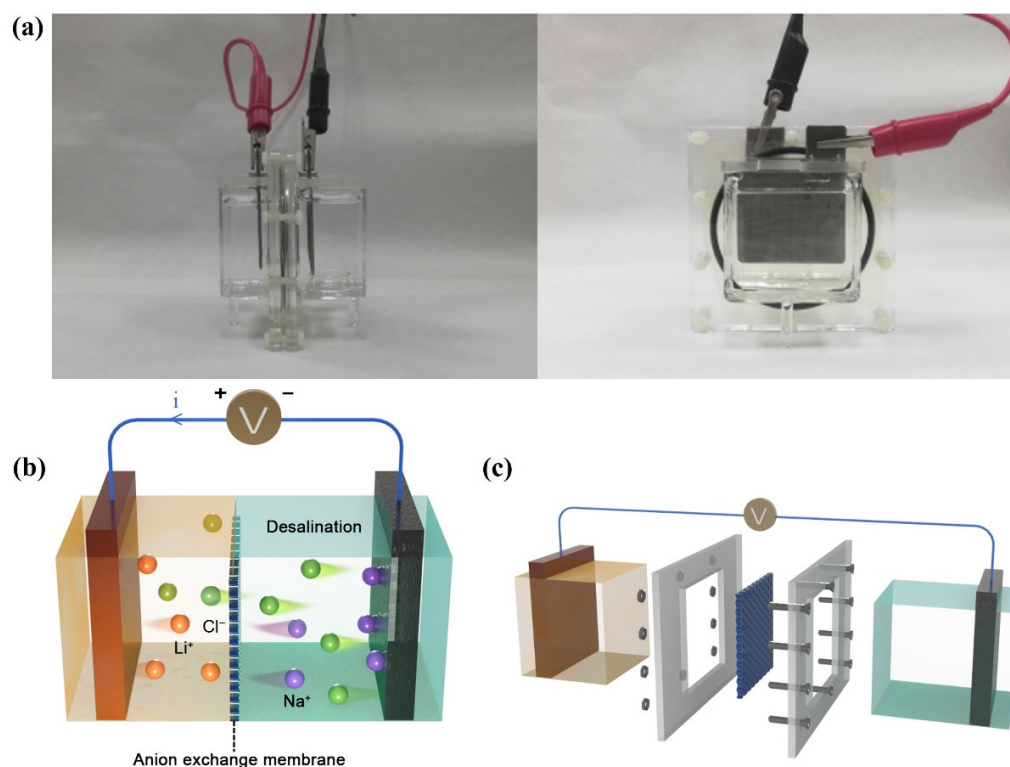 (a)
i
+
−
V
(b)
(c)
Desalination
V
Cl⁻
Li⁺
Na⁺
Anion exchange membrane